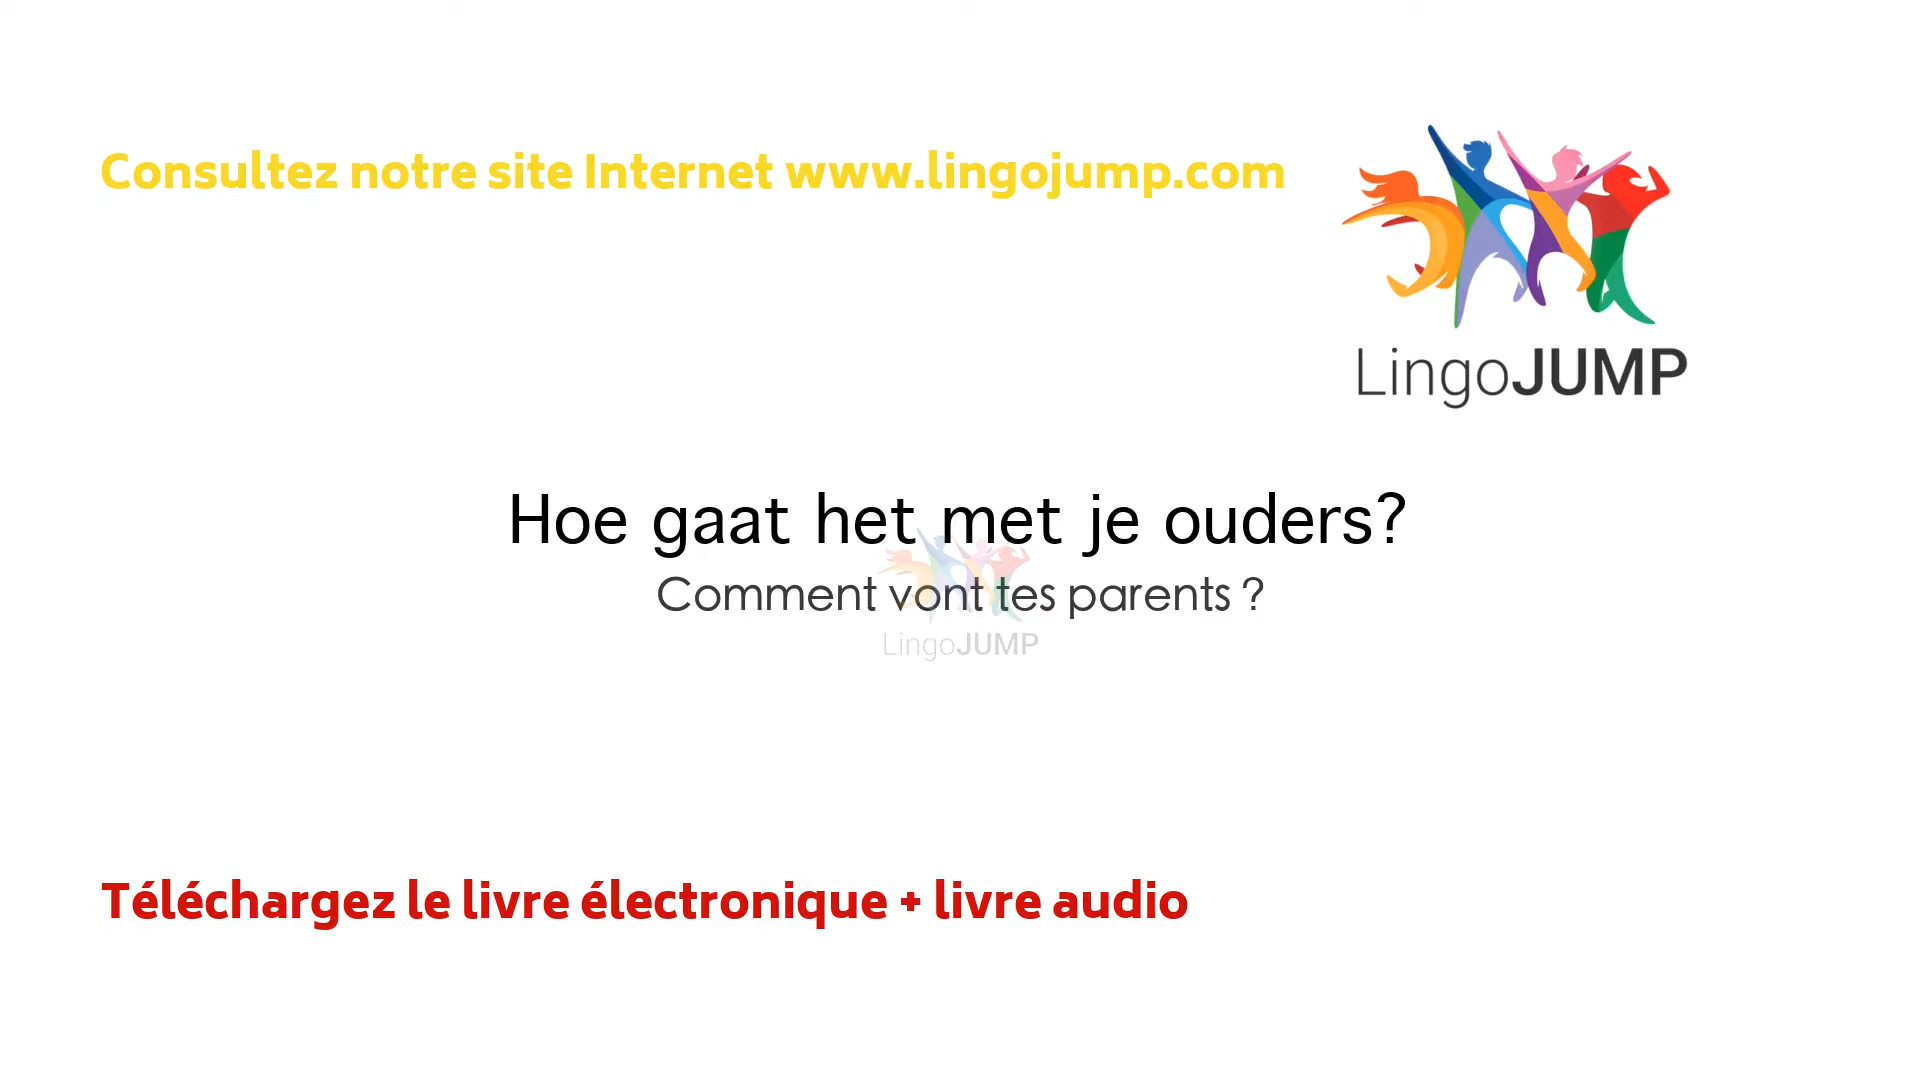 Consultez notre site Internet www.lingojump.com
LingoJUMP
Hoe gaat het met je ouders?
Comment vont tes parents ?
LingoJUMP
Téléchargez le livre électronique + livre audio